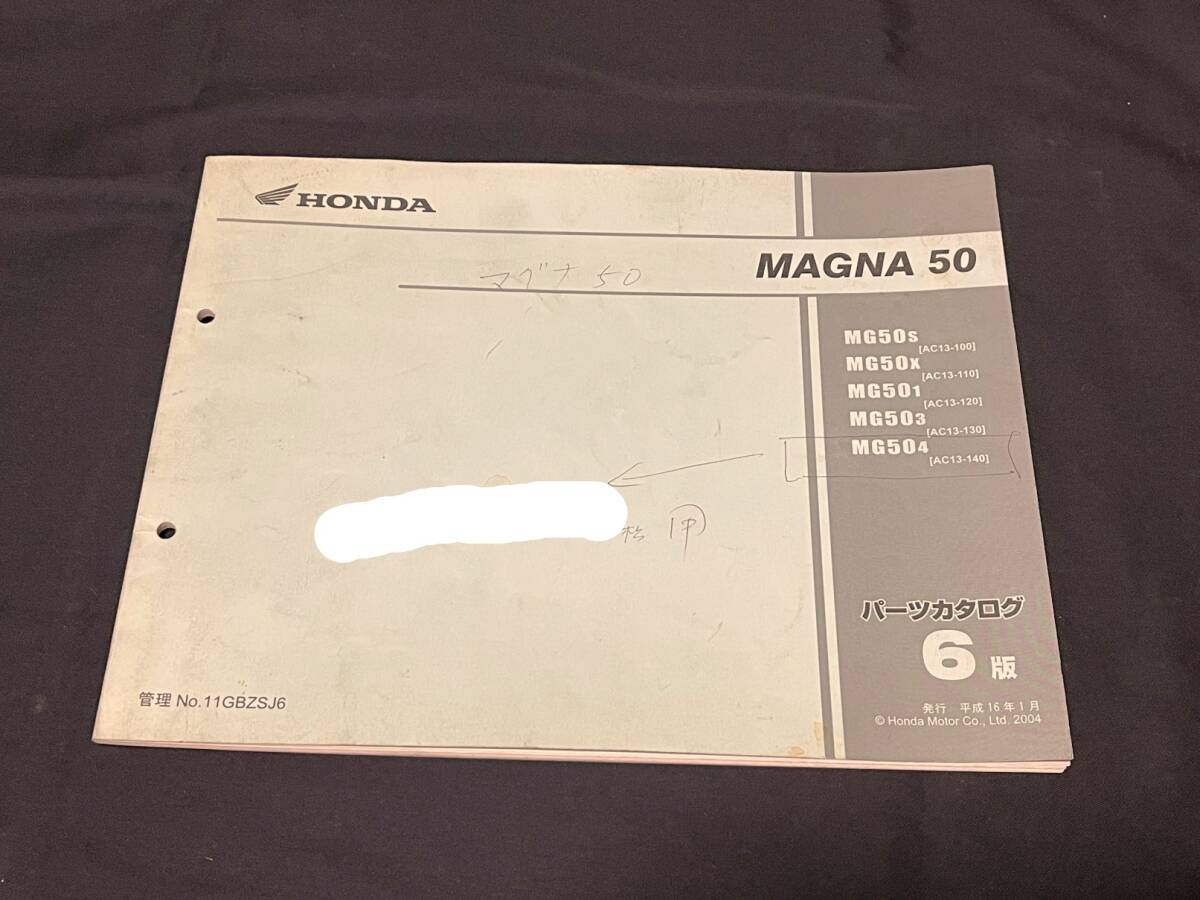 HONDA
MAGNA 50
マグナ 50
MG50S
[AC13-100]
MG50X
[AC13-110]
MG501
[AC13-120]
MG503
[AC13-130]
MG504
[AC13-140]
松
パーツカタログ
6版
管理 No.11GBZSJ6
発行 平成16年1月
© Honda Motor Co., Ltd. 2004